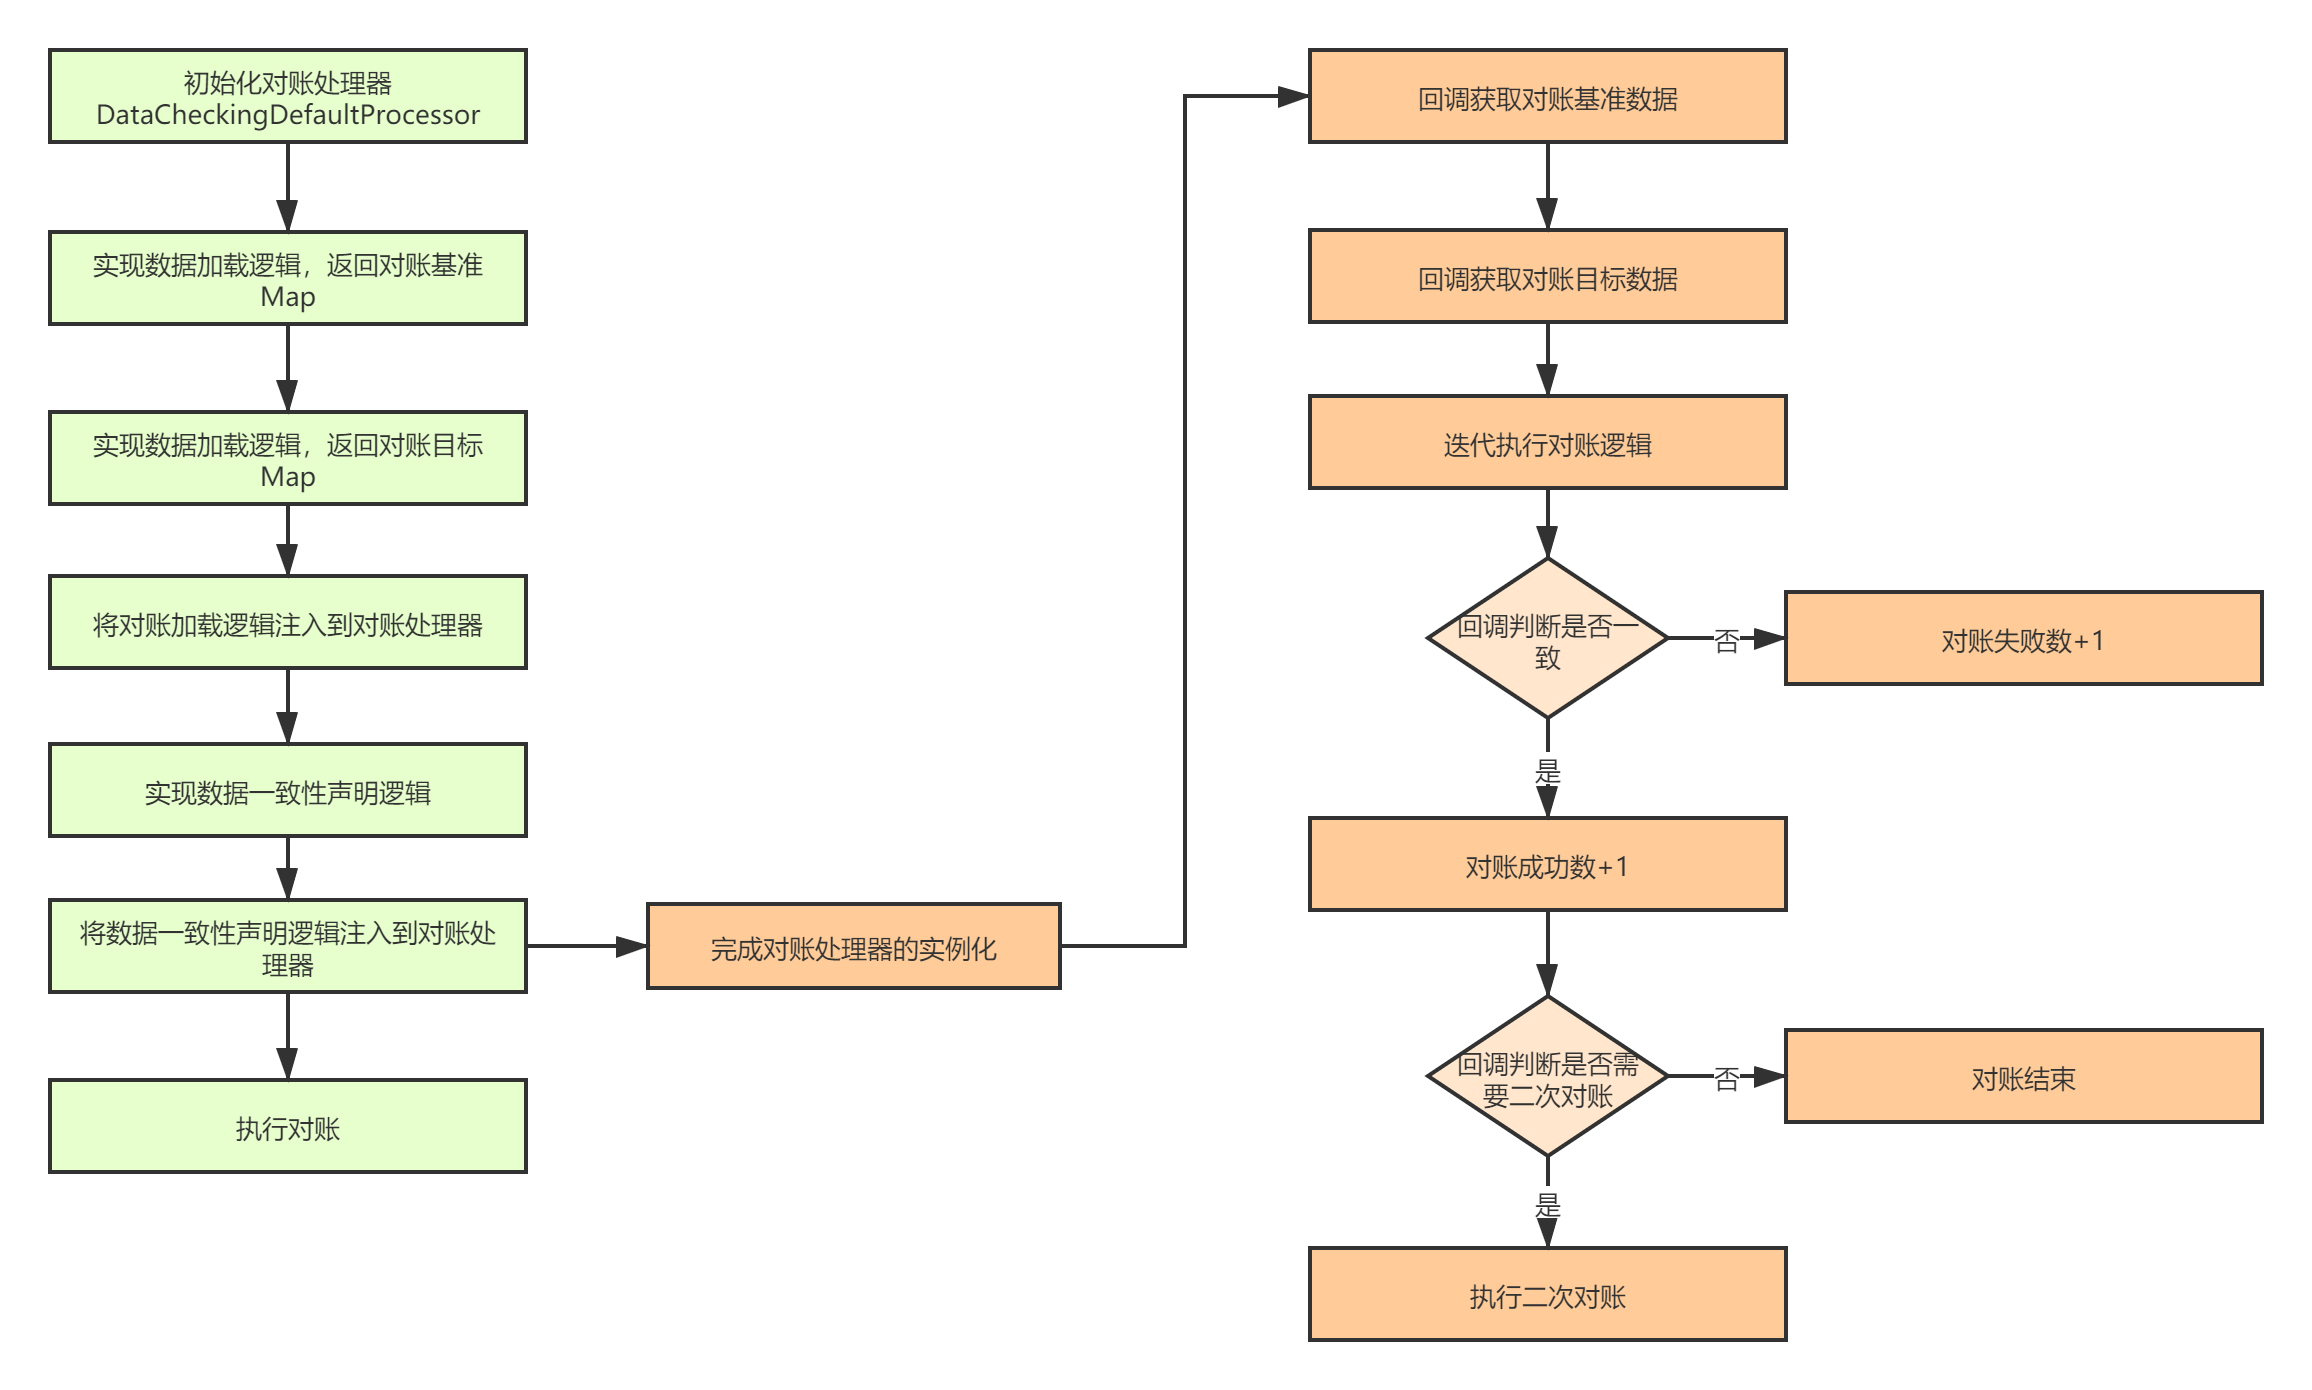 初始化对账处理器
DataCheckingDefaultProcessor
实现数据加载逻辑，返回对账基准
Map
实现数据加载逻辑，返回对账目标
Map
将对账加载逻辑注入到对账处理器
实现数据一致性声明逻辑
将数据一致性声明逻辑注入到对账处
理器
执行对账
完成对账处理器的实例化
回调获取对账基准数据
回调获取对账目标数据
迭代执行对账逻辑
回调判断是否一
致
否
对账失败数+1
是
对账成功数+1
回调判断是否需
要二次对账
否
对账结束
是
执行二次对账